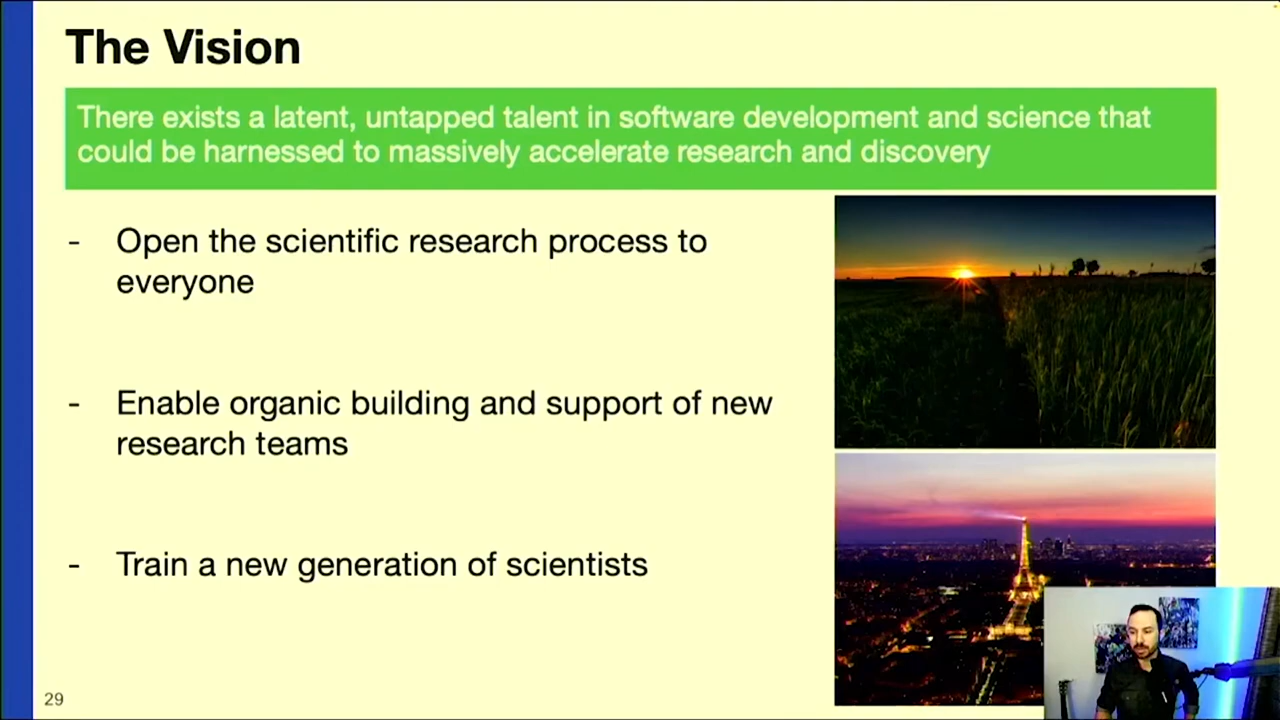 The Vision
There exists a latent, untapped talent in software development and science that
could be harnessed to massively accelerate research and discovery
- Open the scientific research process to
everyone
- Enable organic building and support of new
research teams
- Train a new generation of scientists
29